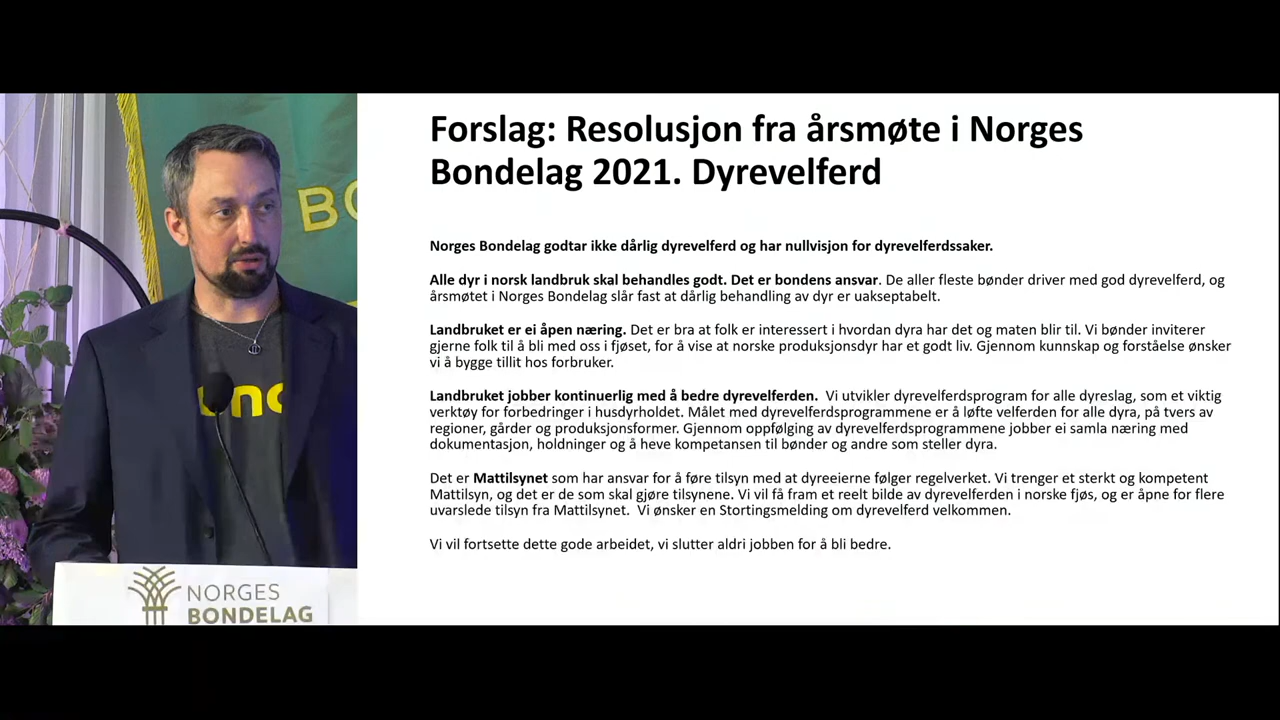 Forslag: Resolusjon fra årsmøte i Norges
Bondelag 2021. Dyrevelferd
Norges Bondelag godtar ikke dårlig dyrevelferd og har nullvisjon for dyrevelferdssaker.
Alle dyr i norsk landbruk skal behandles godt. Det er bondens ansvar. De aller fleste bønder driver med god dyrevelferd, og
årsmøtet i Norges Bondelag slår fast at dårlig behandling av dyr er uakseptabelt.
Landbruket er ei åpen næring. Det er bra at folk er interessert i hvordan dyra har det og maten blir til. Vi bønder inviterer
gjerne folk til å bli med oss i fjøset, for å vise at norske produksjonsdyr har et godt liv. Gjennom kunnskap og forståelse ønsker
vi å bygge tillit hos forbruker.
Landbruket jobber kontinuerlig med å bedre dyrevelferden. Vi utvikler dyrevelferdsprogram for alle dyreslag, som et viktig
verktøy for forbedringer i husdyrholdet. Målet med dyrevelferdsprogrammene er å løfte velferden for alle dyra, på tvers av
regioner, gårder og produksjonsformer. Gjennom oppfølging av dyrevelferdsprogrammene jobber ei samla næring med
dokumentasjon, holdninger og å heve kompetansen til bønder og andre som steller dyra.
Det er Mattilsynet som har ansvar for å føre tilsyn med at dyreeierne følger regelverket. Vi trenger et sterkt og kompetent
Mattilsyn, og det er de som skal gjøre tilsynene. Vi vil få fram et reelt bilde av dyrevelferden i norske fjøs, og er åpne for flere
uvarslede tilsyn fra Mattilsynet. Vi ønsker en Stortingsmelding om dyrevelferd velkommen.
Vi vil fortsette dette gode arbeidet, vi slutter aldri jobben for å bli bedre.
NORGES
BONDELAG